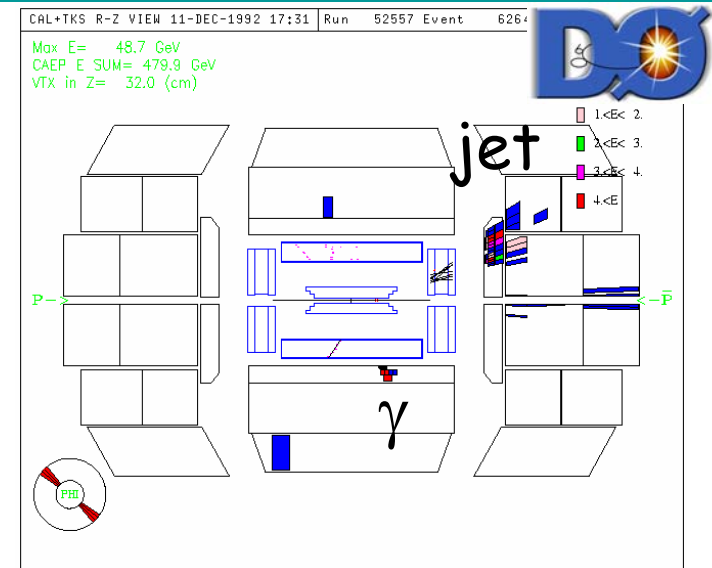 CAL+TKS R-Z VIEW 11-DEC-1992 17:31 Run 52557 Event 6264
Max E= 48.7 GeV
CAEP E SUM= 479.9 GeV
VTX in Z= 32.0 (cm)
DØ
1.<E< 2.
2.<E< 3.
3.<E< 4.
4.<E
jet
P->
<-P̅
γ
PHI